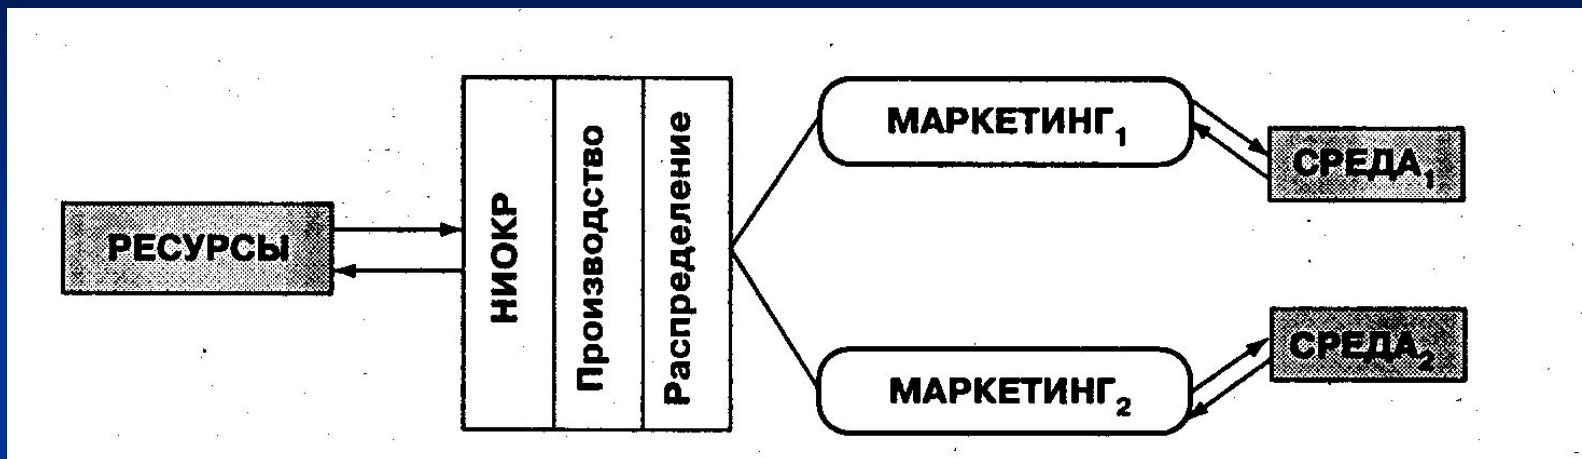 РЕСУРСЫ
НИОКР
Производство
Распределение
МАРКЕТИНГ₁
СРЕДА₁
МАРКЕТИНГ₂
СРЕДА₂